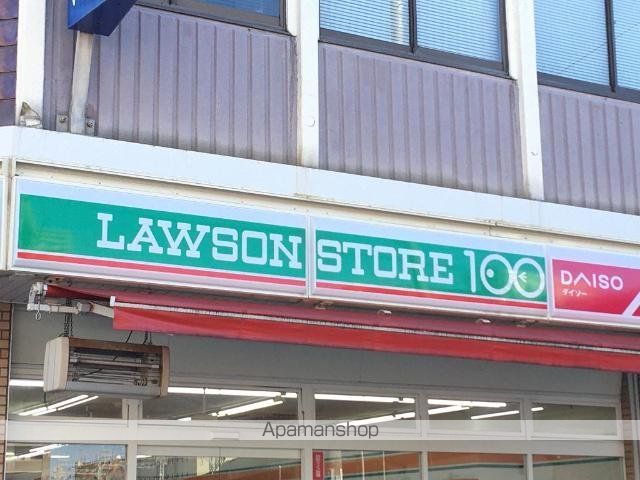 LAWSON STORE 100
DAISO
ダイソー
Apamanshop